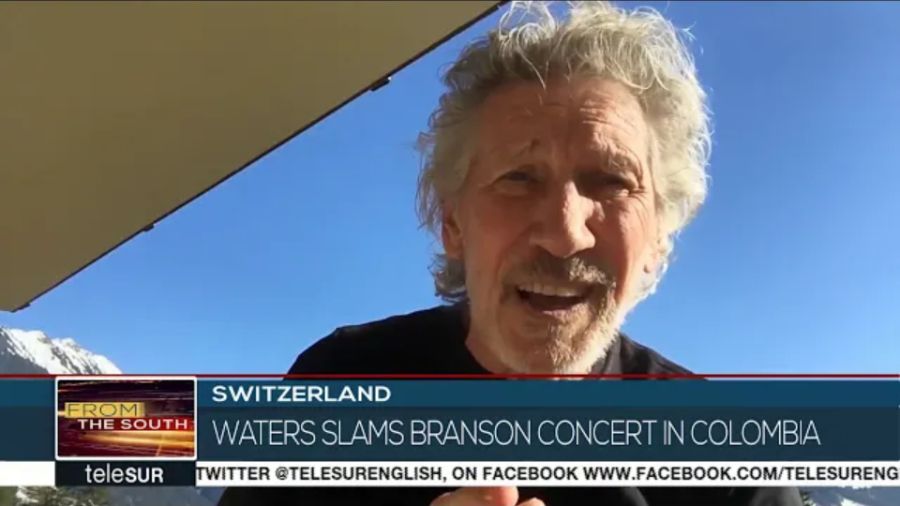 SWITZERLAND
FROM
THE SOUTH
WATERS SLAMS BRANSON CONCERT IN COLOMBIA
teleSUR
TWITTER @TELESURENGLISH, ON FACEBOOK WWW.FACEBOOK.COM/TELESURENG